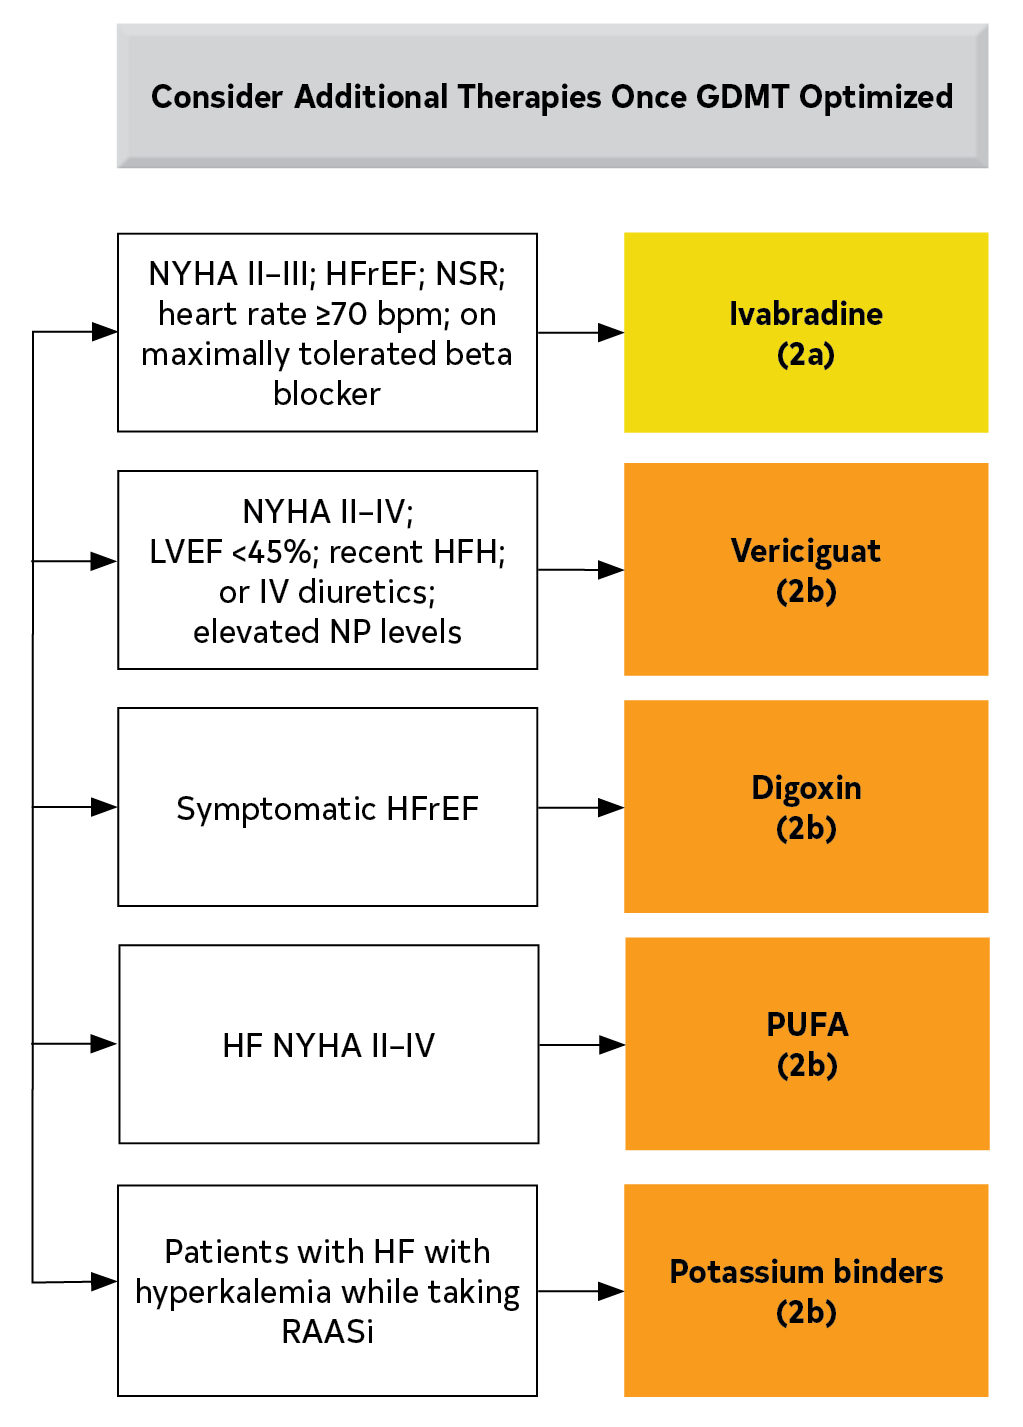 Consider Additional Therapies Once GDMT Optimized
NYHA II–III; HFrEF; NSR;
heart rate ≥70 bpm; on
maximally tolerated beta
blocker
Ivabradine
(2a)
NYHA II–IV;
LVEF <45%; recent HFH;
or IV diuretics;
elevated NP levels
Vericiguat
(2b)
Symptomatic HFrEF
Digoxin
(2b)
HF NYHA II–IV
PUFA
(2b)
Patients with HF with
hyperkalemia while taking
RAASi
Potassium binders
(2b)